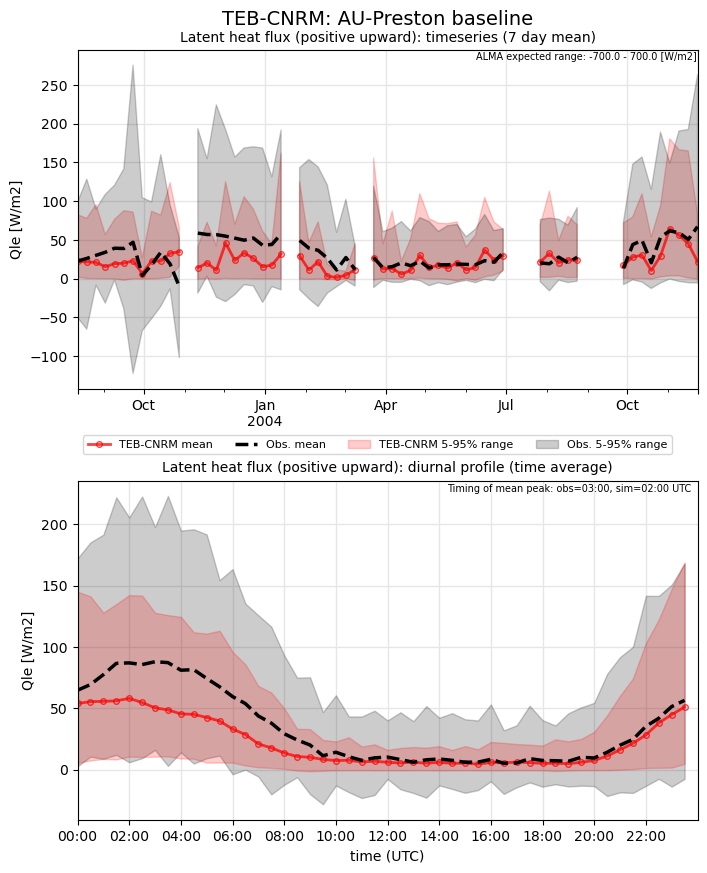 TEB-CNRM: AU-Preston baseline
Latent heat flux (positive upward): timeseries (7 day mean)
ALMA expected range: -700.0 - 700.0 [W/m2]
Qle [W/m2]
250
200
150
100
50
0
−50
−100
Oct Jan Apr Jul Oct
2004
TEB-CNRM mean Obs. mean TEB-CNRM 5-95% range Obs. 5-95% range
Latent heat flux (positive upward): diurnal profile (time average)
Timing of mean peak: obs=03:00, sim=02:00 UTC
Qle [W/m2]
200
150
100
50
0
00:00 02:00 04:00 06:00 08:00 10:00 12:00 14:00 16:00 18:00 20:00 22:00
time (UTC)